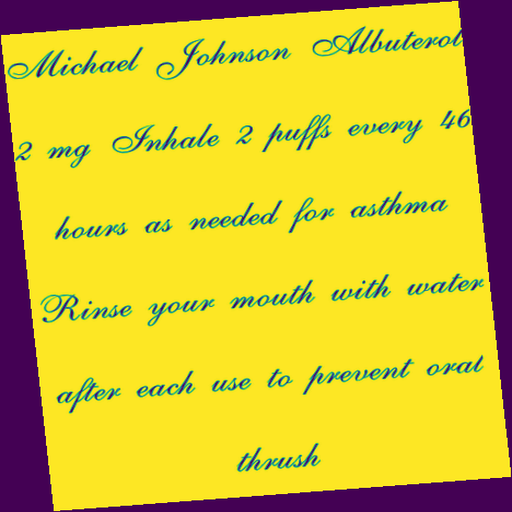 Michael Johnson Albuterol
2 mg Inhale 2 puffs every 46
hours as needed for asthma
Rinse your mouth with water
after each use to prevent oral
thrush